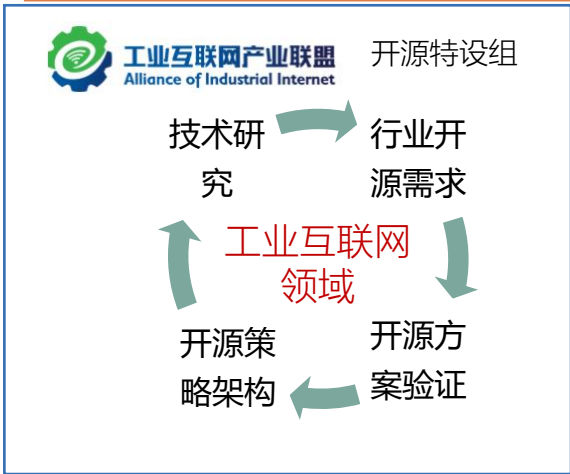 工业互联网产业联盟 开源特设组
Alliance of Industrial Internet
技术研
究
行业开
源需求
工业互联网
领域
开源策
略架构
开源方
案验证